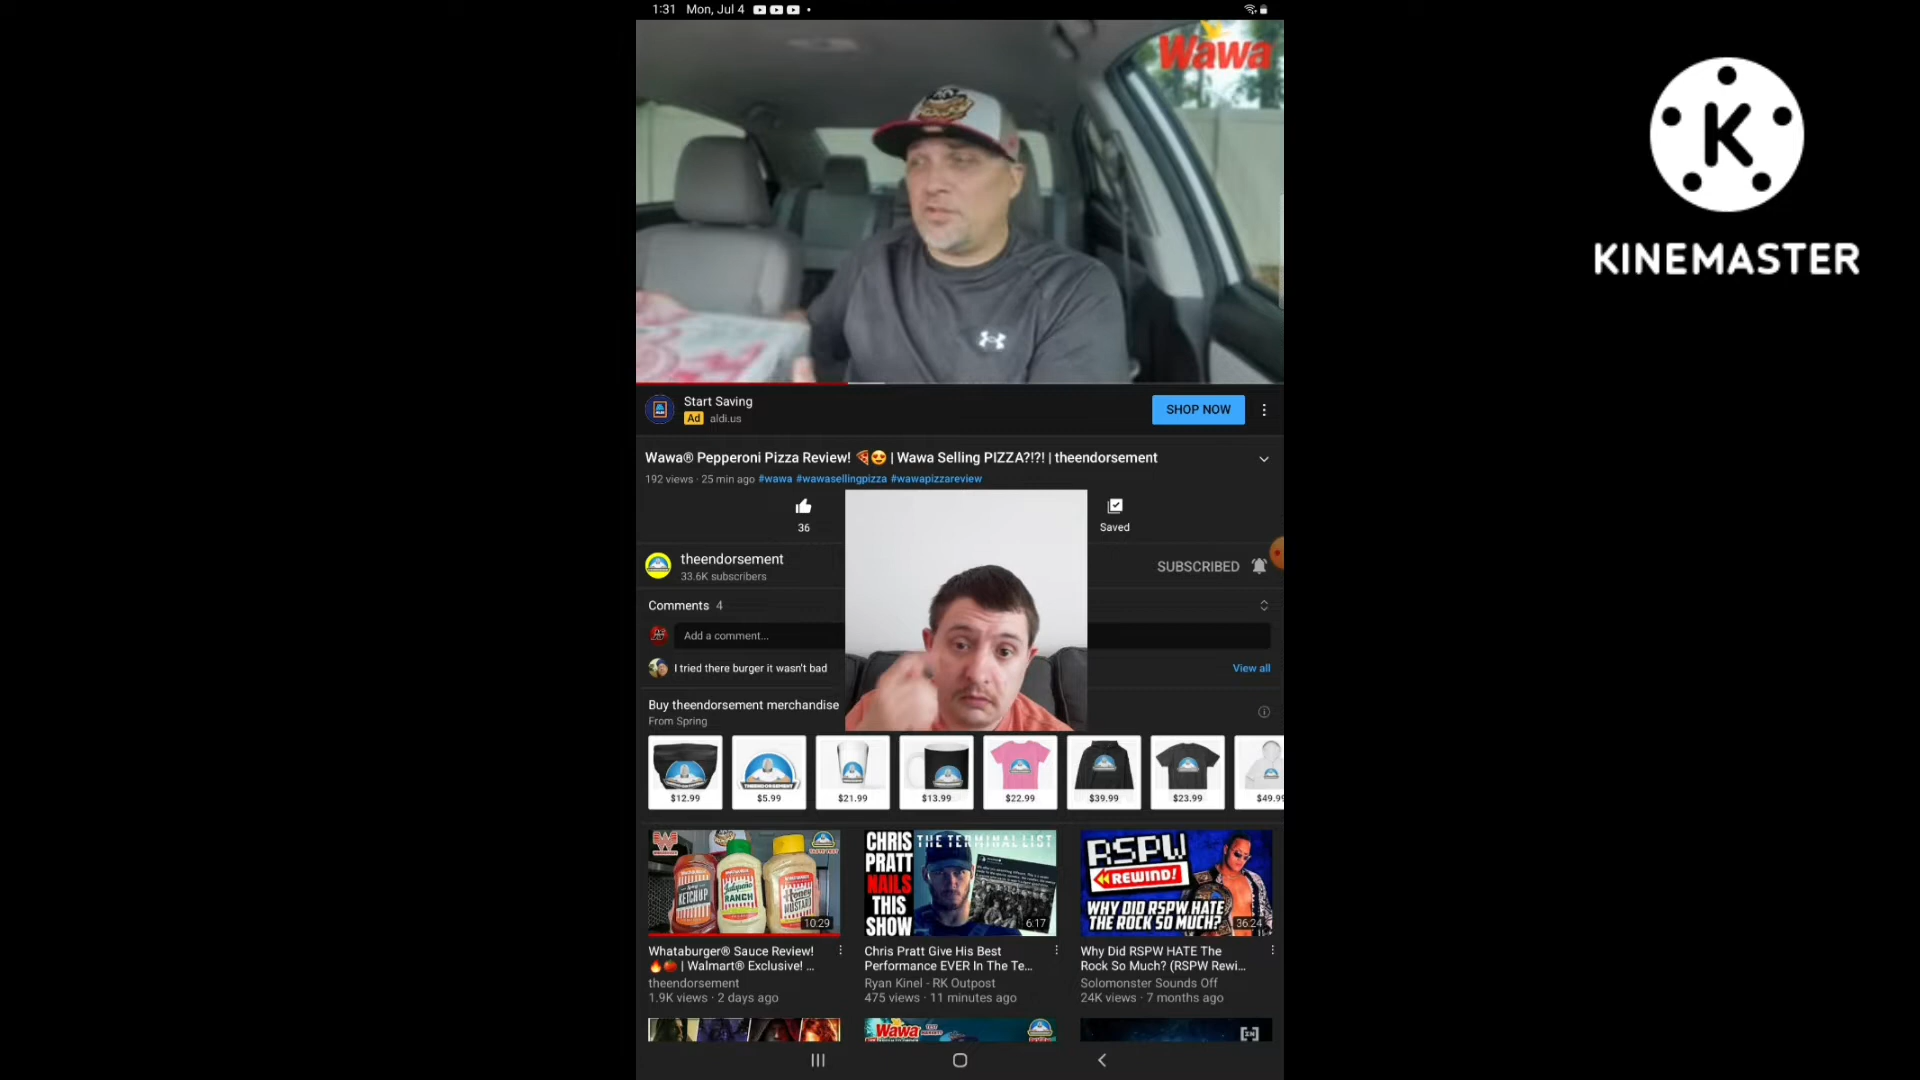 1:31 Mon, Jul 4
Wawa
KINEMASTER
Start Saving
Ad aldi.us
SHOP NOW
Wawa® Pepperoni Pizza Review! 🍕😍 | Wawa Selling PIZZA?!?! | theendorsement
192 views · 25 min ago #wawa #wawasellingpizza #wawapizzareview
36
Saved
theendorsement
33.6K subscribers
SUBSCRIBED
Comments 4
Add a comment...
I tried there burger it wasn't bad
View all
Buy theendorsement merchandise
From Spring
$12.99
$5.99
$21.99
$13.99
$22.99
$39.99
$23.99
$49.99
KETCHUP
Jalapeño
RANCH
Honey
MUSTARD
10:29
CHRIS
PRATT
NAILS
THIS
SHOW
THE TERMINAL LIST
6:17
RSPW
REWIND!
WHY DID RSPW HATE
THE ROCK SO MUCH?
36:24
Whataburger® Sauce Review!
🔥🍅 | Walmart® Exclusive! ...
theendorsement
1.9K views · 2 days ago
Chris Pratt Give His Best
Performance EVER In The Te...
Ryan Kinel - RK Outpost
475 views · 11 minutes ago
Why Did RSPW HATE The
Rock So Much? (RSPW Rewi...
Solomonster Sounds Off
24K views · 7 months ago
Wawa